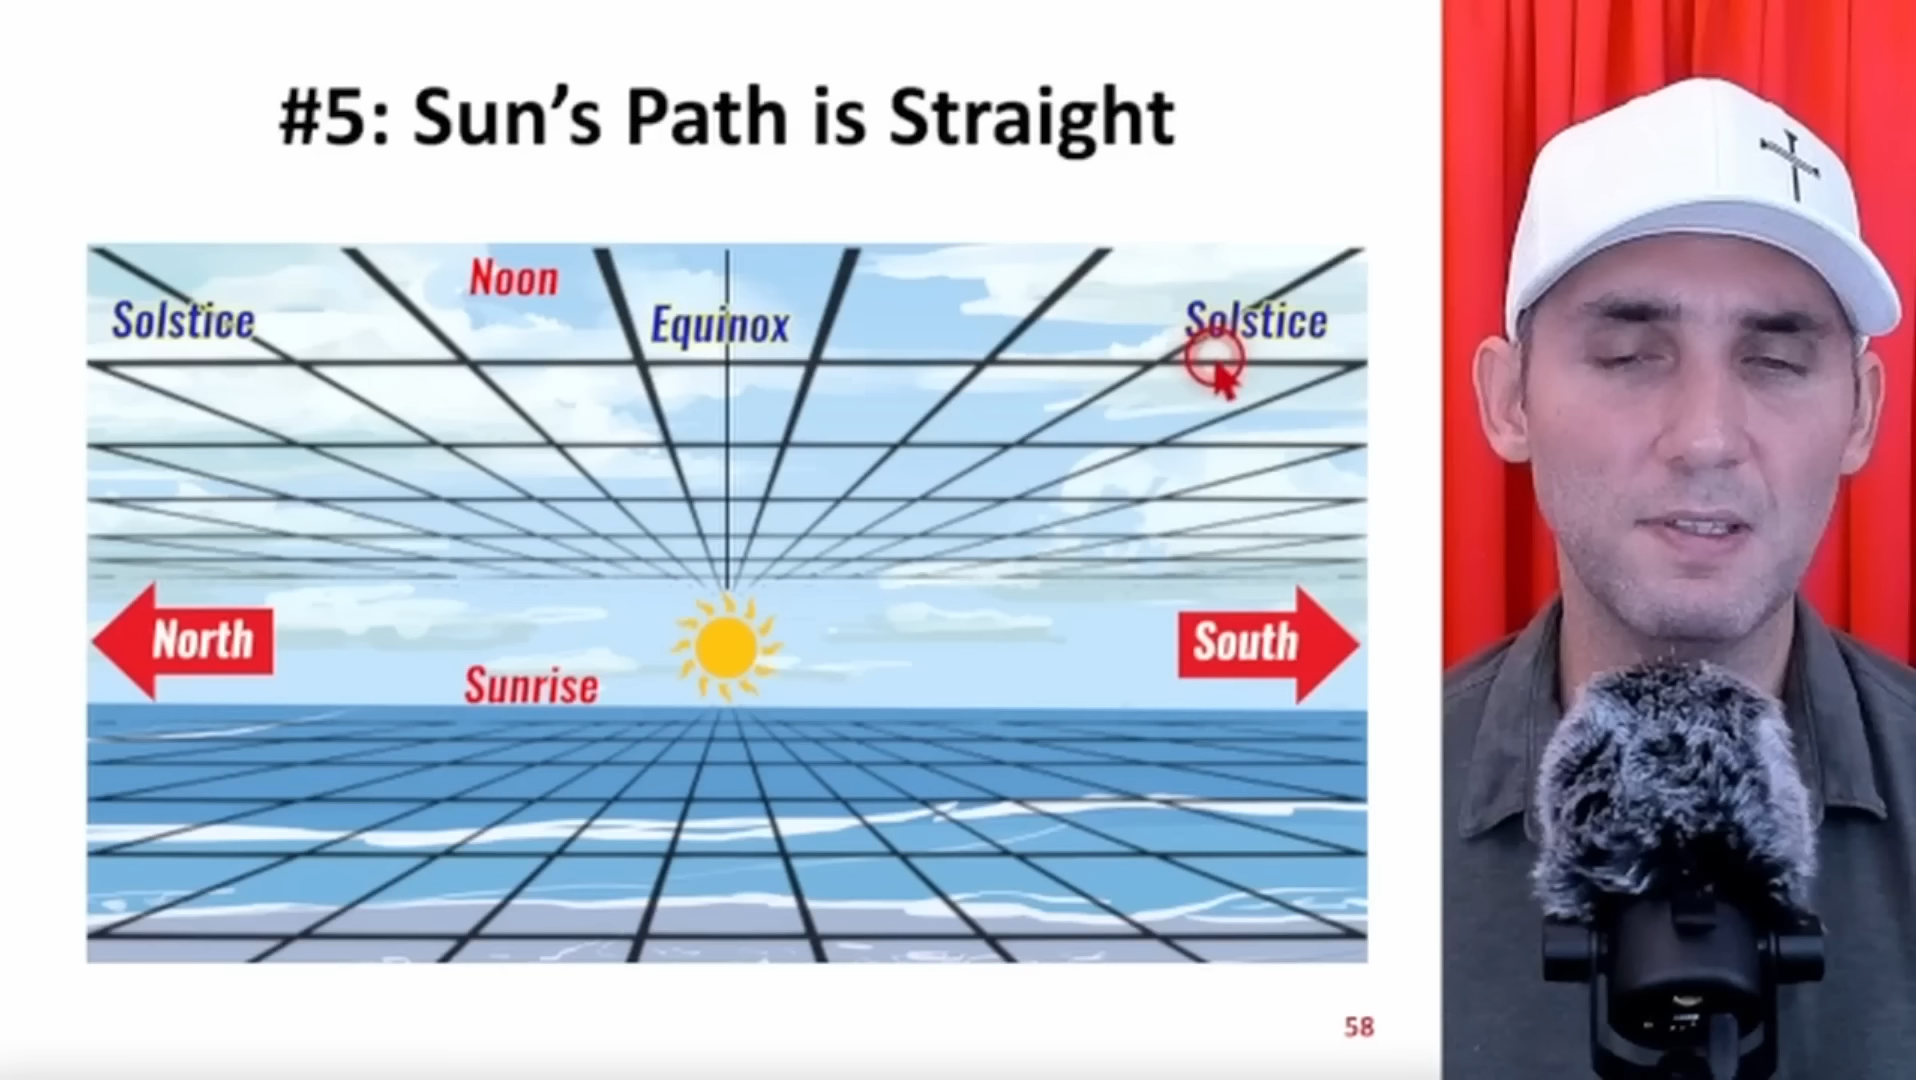 #5: Sun's Path is Straight
Noon
Solstice
Equinox
Solstice
North
South
Sunrise
58